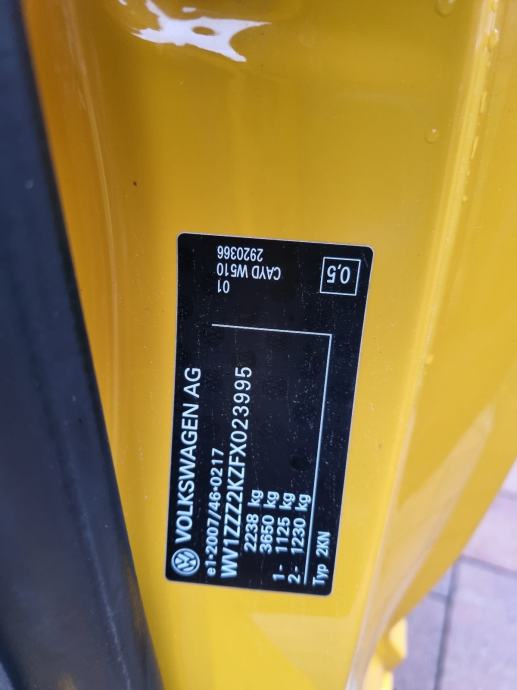 VOLKSWAGEN AG
e1-2007/46-0217
WV1ZZZ2KZFX023995
2238 kg
3650 kg
1- 1125 kg
2- 1230 kg
Typ 2KN
01
CAYD W510
2920366
0,5